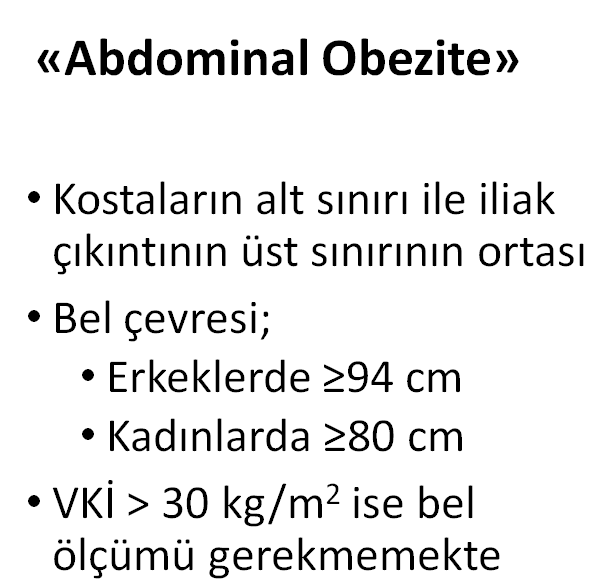 «Abdominal Obezite»
• Kostaların alt sınırı ile iliak
çıkıntının üst sınırının ortası
• Bel çevresi;
• Erkeklerde ≥94 cm
• Kadınlarda ≥80 cm
• VKİ > 30 kg/m² ise bel
ölçümü gerekmemekte